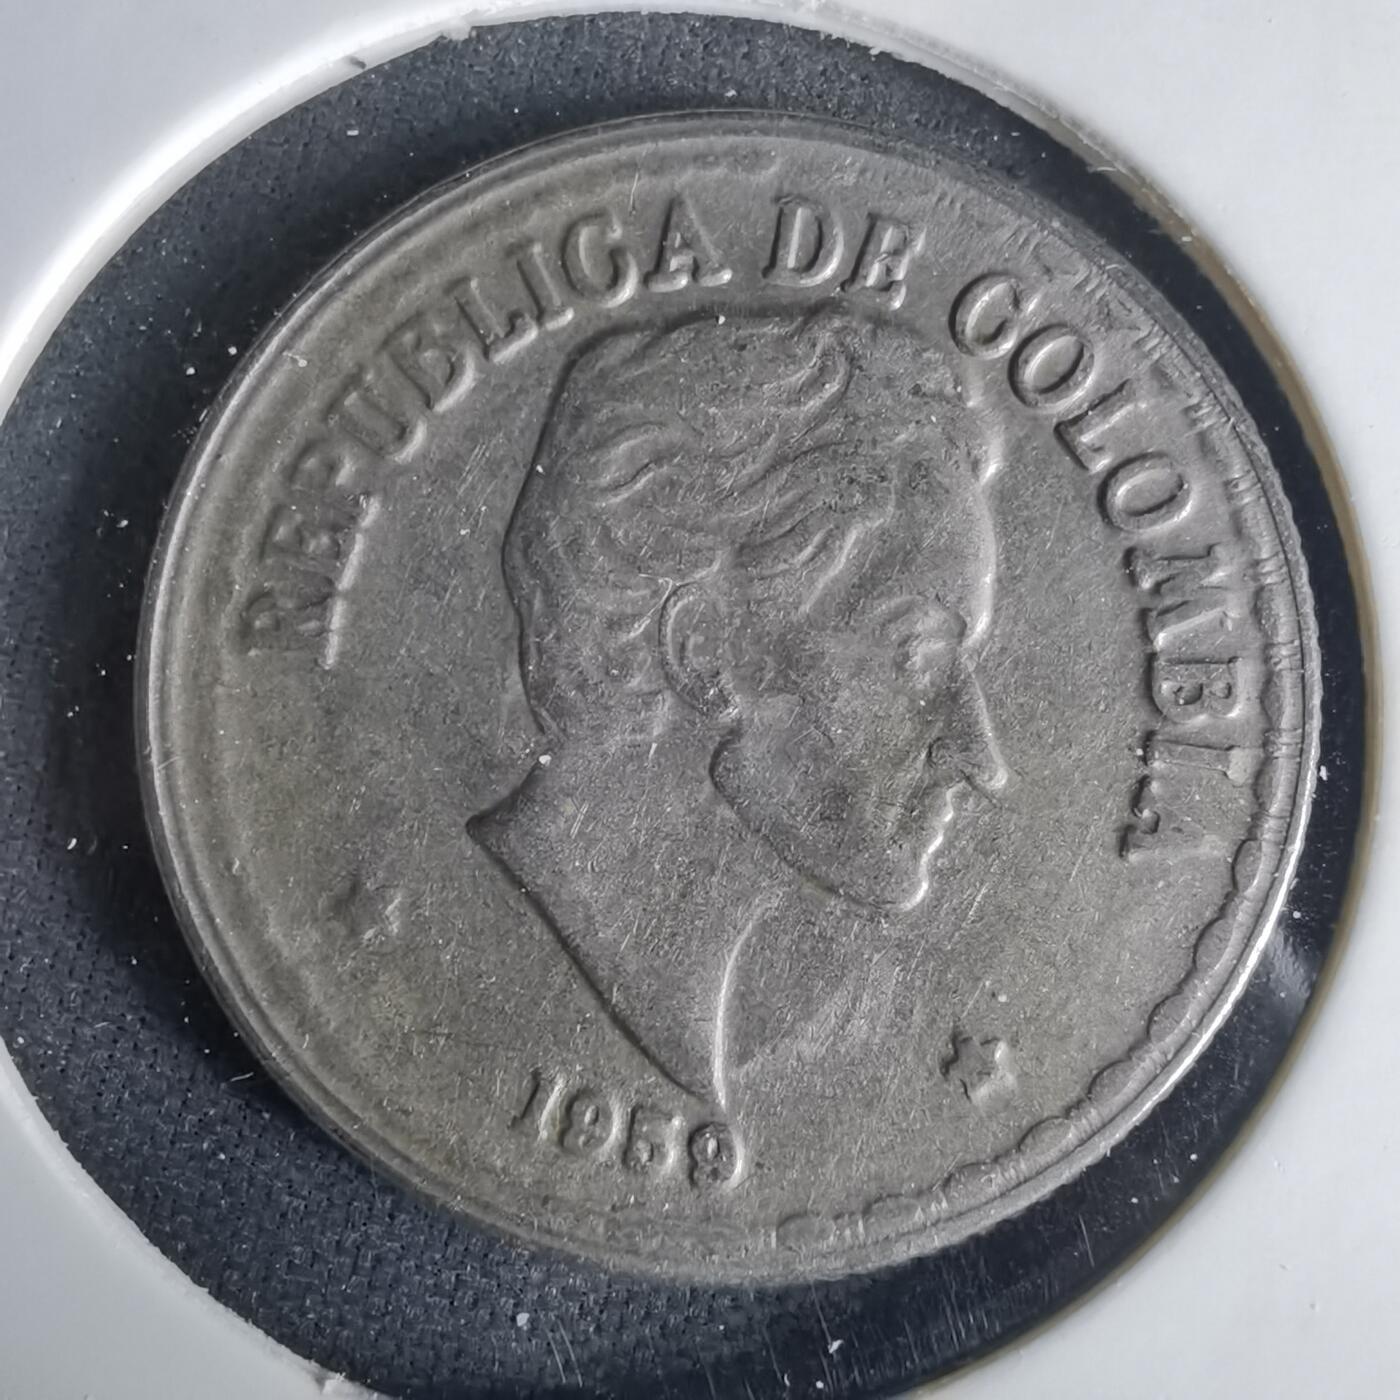 REPUBLICA DE COLOMBIA
1959